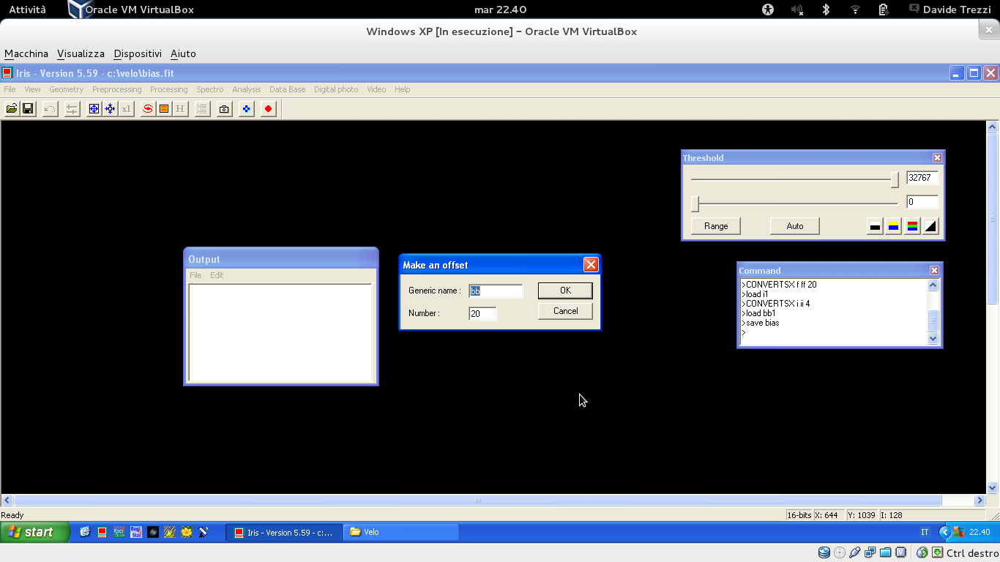 Attività
Oracle VM VirtualBox
mar 22.40
Davide Trezzi
Windows XP [In esecuzione] – Oracle VM VirtualBox
Macchina Visualizza Dispositivi Aiuto
Iris - Version 5.59 - c:\velo\bias.fit
File View Geometry Preprocessing Processing Spectro Analysis Data Base Digital photo Video Help
x1
H
Threshold
32767
0
Range
Auto
Output
File Edit
Make an offset
Generic name :
bb
OK
Number :
20
Cancel
Command
>CONVERTSX f ff 20
>load i1
>CONVERTSX i ii 4
>load bb1
>save bias
>
Ready
16-bits
X: 644
Y: 1039
I: 128
start
Iris - Version 5.59 - c:...
Velo
IT
22.40
Ctrl destro